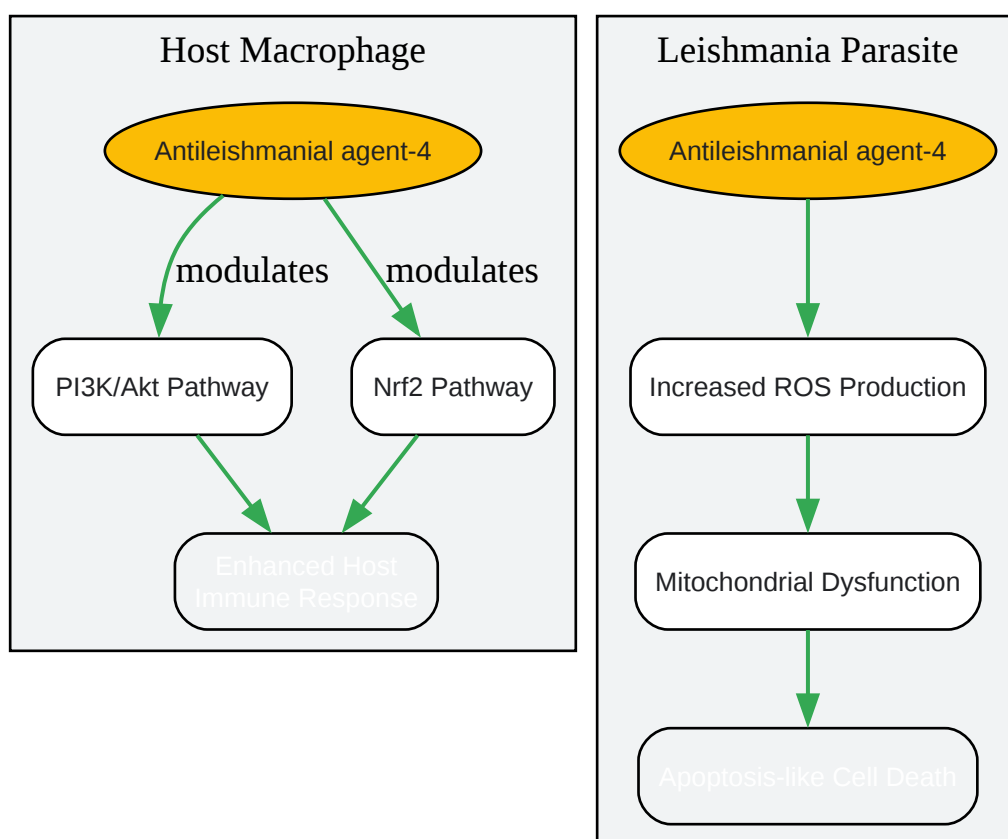 Host Macrophage
Antileishmanial agent-4
modulates
modulates
PI3K/Akt Pathway
Nrf2 Pathway
Enhanced Host
Immune Response
Leishmania Parasite
Antileishmanial agent-4
Increased ROS Production
Mitochondrial Dysfunction
Apoptosis-like Cell Death